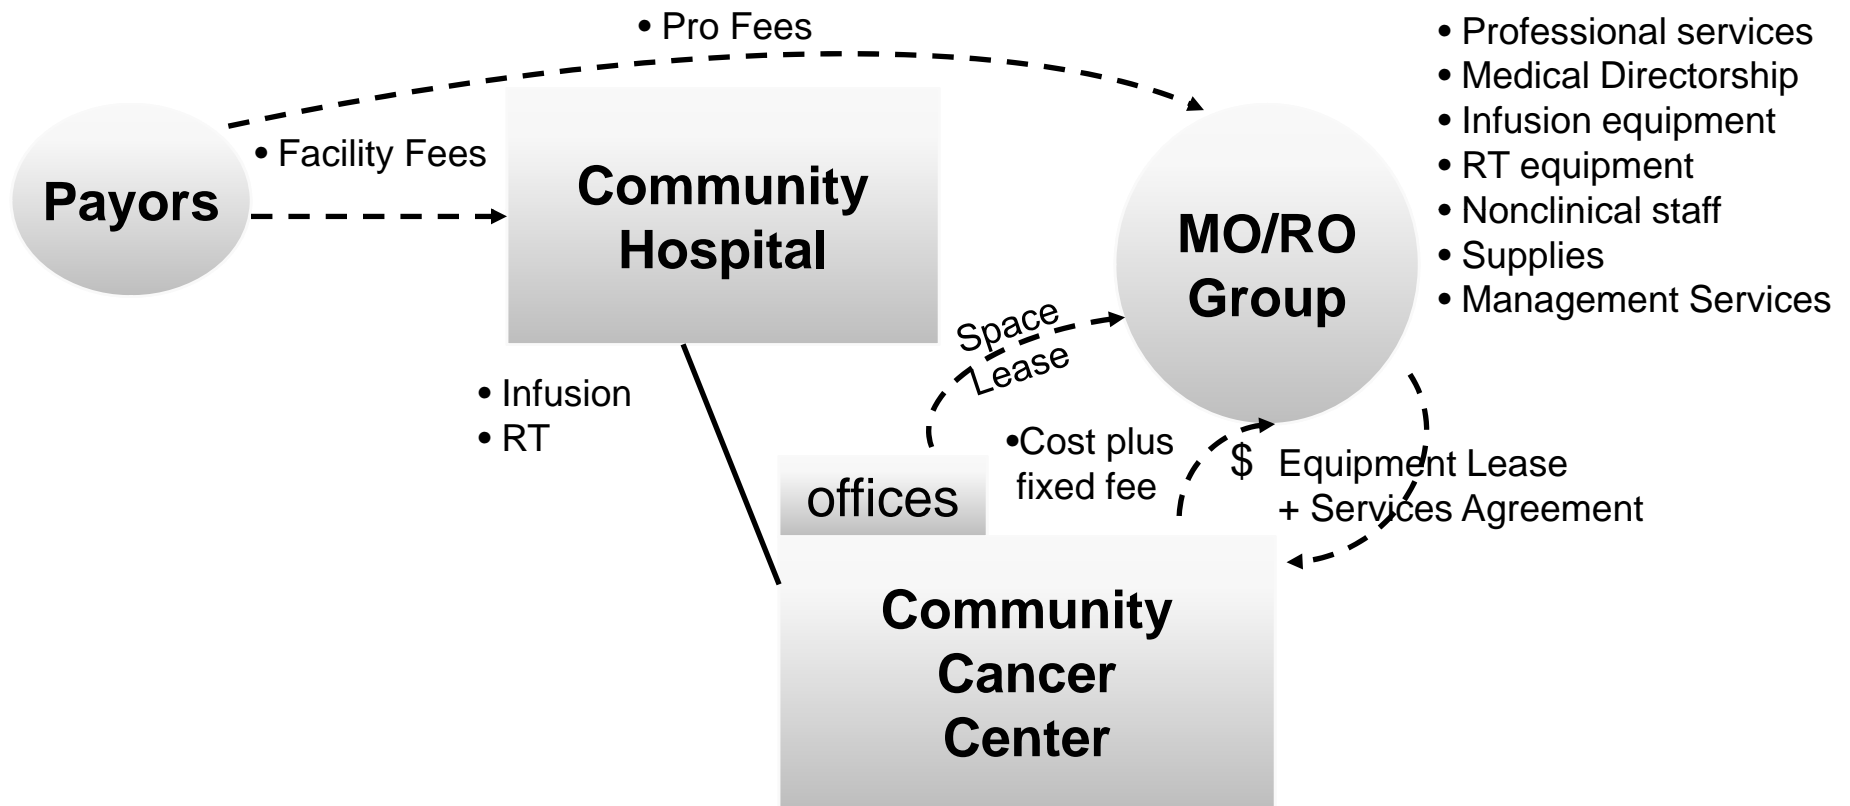 • Pro Fees
• Professional services
• Medical Directorship
• Infusion equipment
• RT equipment
• Nonclinical staff
• Supplies
• Management Services
• Facility Fees
Payors
Community
Hospital
MO/RO
Group
Space
Lease
• Infusion
• RT
•Cost plus
fixed fee
$
Equipment Lease
+ Services Agreement
offices
Community
Cancer
Center